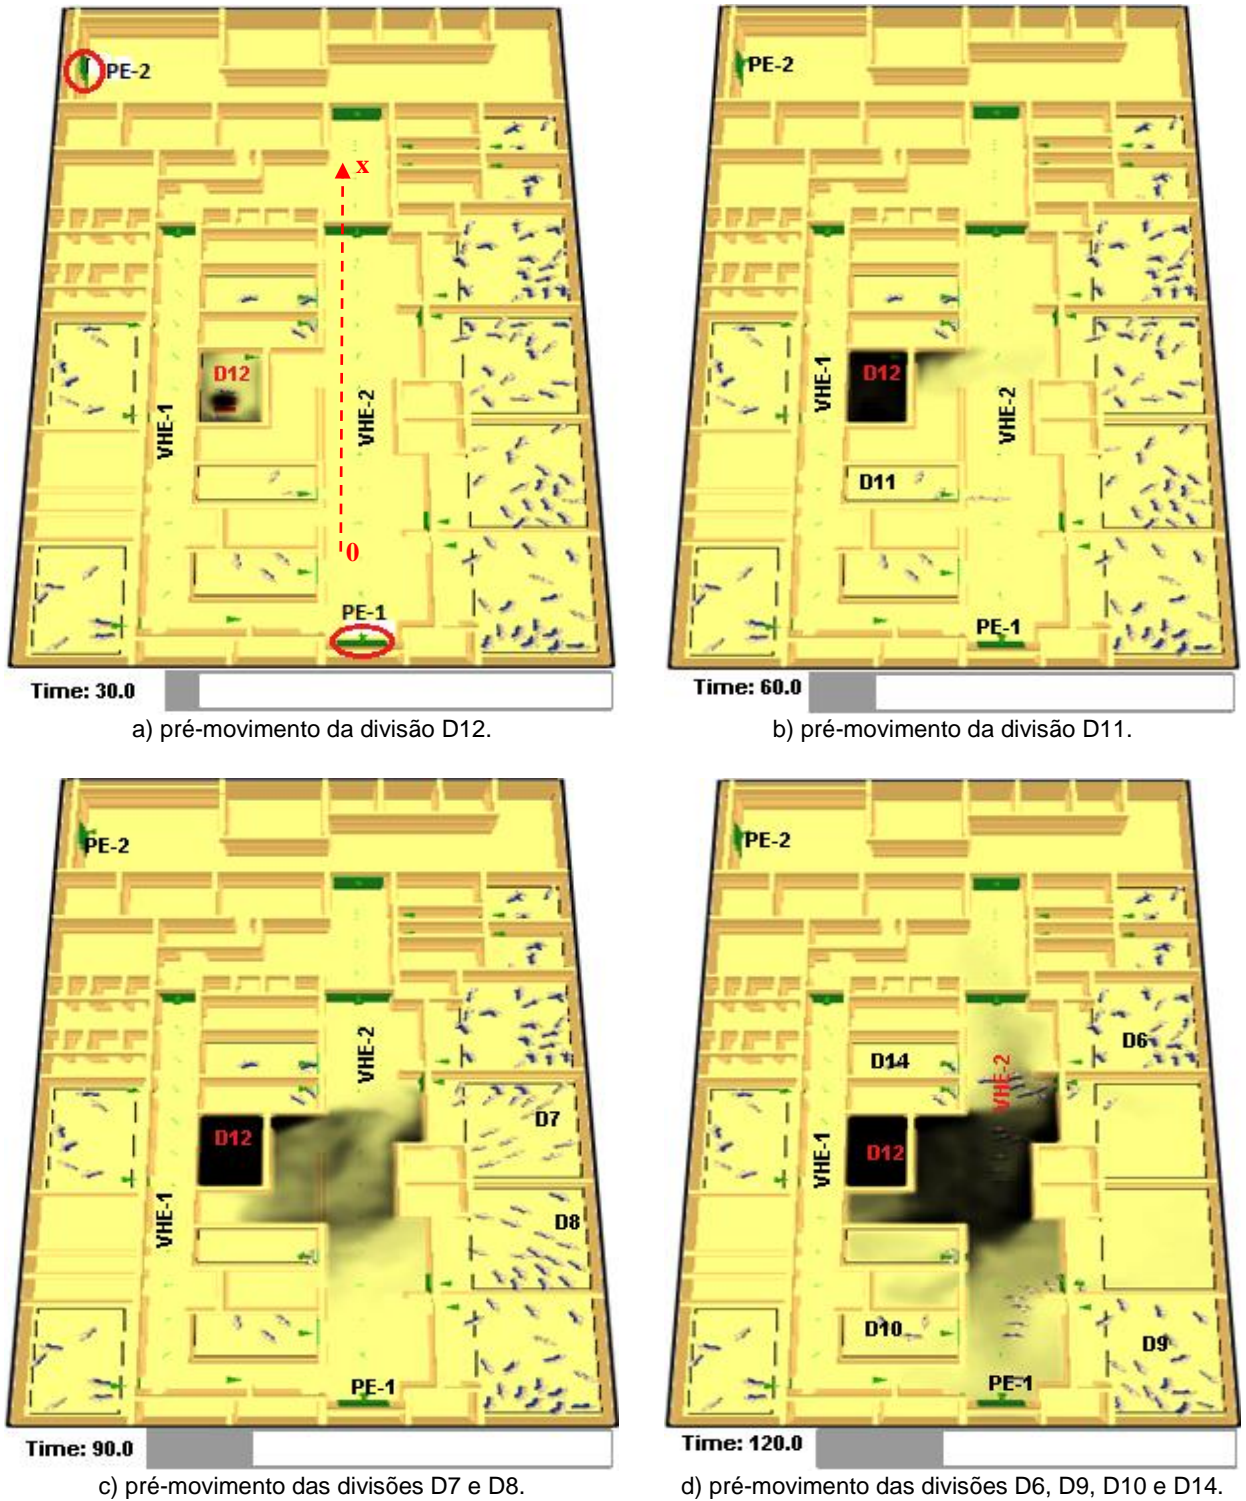 PE-2
x
D12
VHE-1
VHE-2
0
PE-1
Time: 30.0
a) pré-movimento da divisão D12.
PE-2
D12
VHE-1
VHE-2
D11
PE-1
Time: 60.0
b) pré-movimento da divisão D11.
PE-2
VHE-2
D7
D12
VHE-1
D8
PE-1
Time: 90.0
c) pré-movimento das divisões D7 e D8.
PE-2
D6
D14
VHE-2
D12
VHE-1
D10
D9
PE-1
Time: 120.0
d) pré-movimento das divisões D6, D9, D10 e D14.